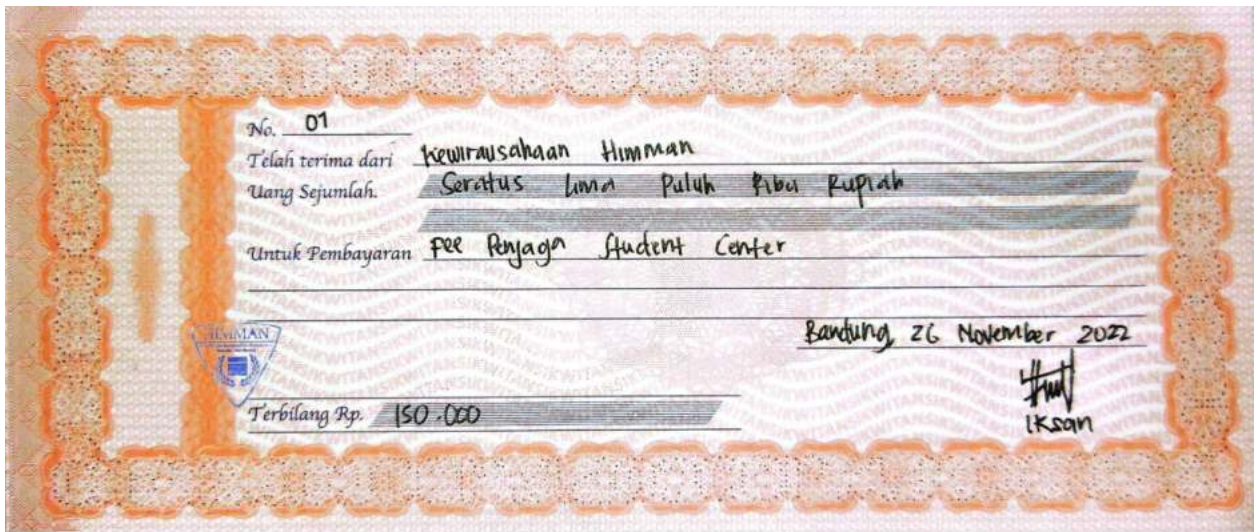 No. 01
Telah terima dari Kewirausahaan Himman
Uang Sejumlah. Seratus Lima Puluh Ribu Rupiah
Untuk Pembayaran Fee Penjaga Student Center
HIMMAN
Bandung, 26 November 2022
Terbilang Rp. 150.000
Iksan